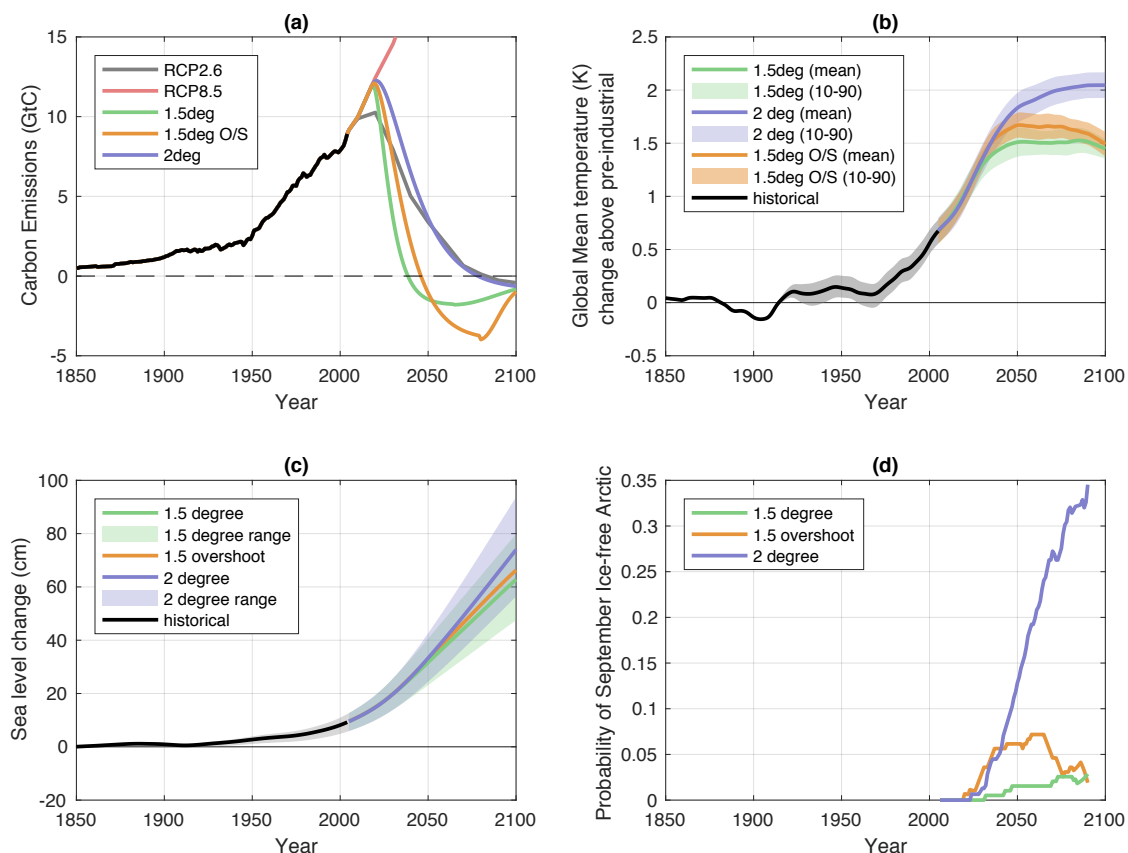 (a)
15
10
5
0
-5
Carbon Emissions (GtC)
RCP2.6
RCP8.5
1.5deg
1.5deg O/S
2deg
1850 1900 1950 2000 2050 2100
Year
(b)
2.5
2
1.5
1
0.5
0
-0.5
Global Mean temperature (K)
change above pre-industrial
1.5deg (mean)
1.5deg (10-90)
2 deg (mean)
2 deg (10-90)
1.5deg O/S (mean)
1.5deg O/S (10-90)
historical
1850 1900 1950 2000 2050 2100
Year
(c)
100
80
60
40
20
0
-20
Sea level change (cm)
1.5 degree
1.5 degree range
1.5 overshoot
2 degree
2 degree range
historical
1850 1900 1950 2000 2050 2100
Year
(d)
0.35
0.3
0.25
0.2
0.15
0.1
0.05
0
Probability of September Ice-free Arctic
1.5 degree
1.5 overshoot
2 degree
1850 1900 1950 2000 2050 2100
Year